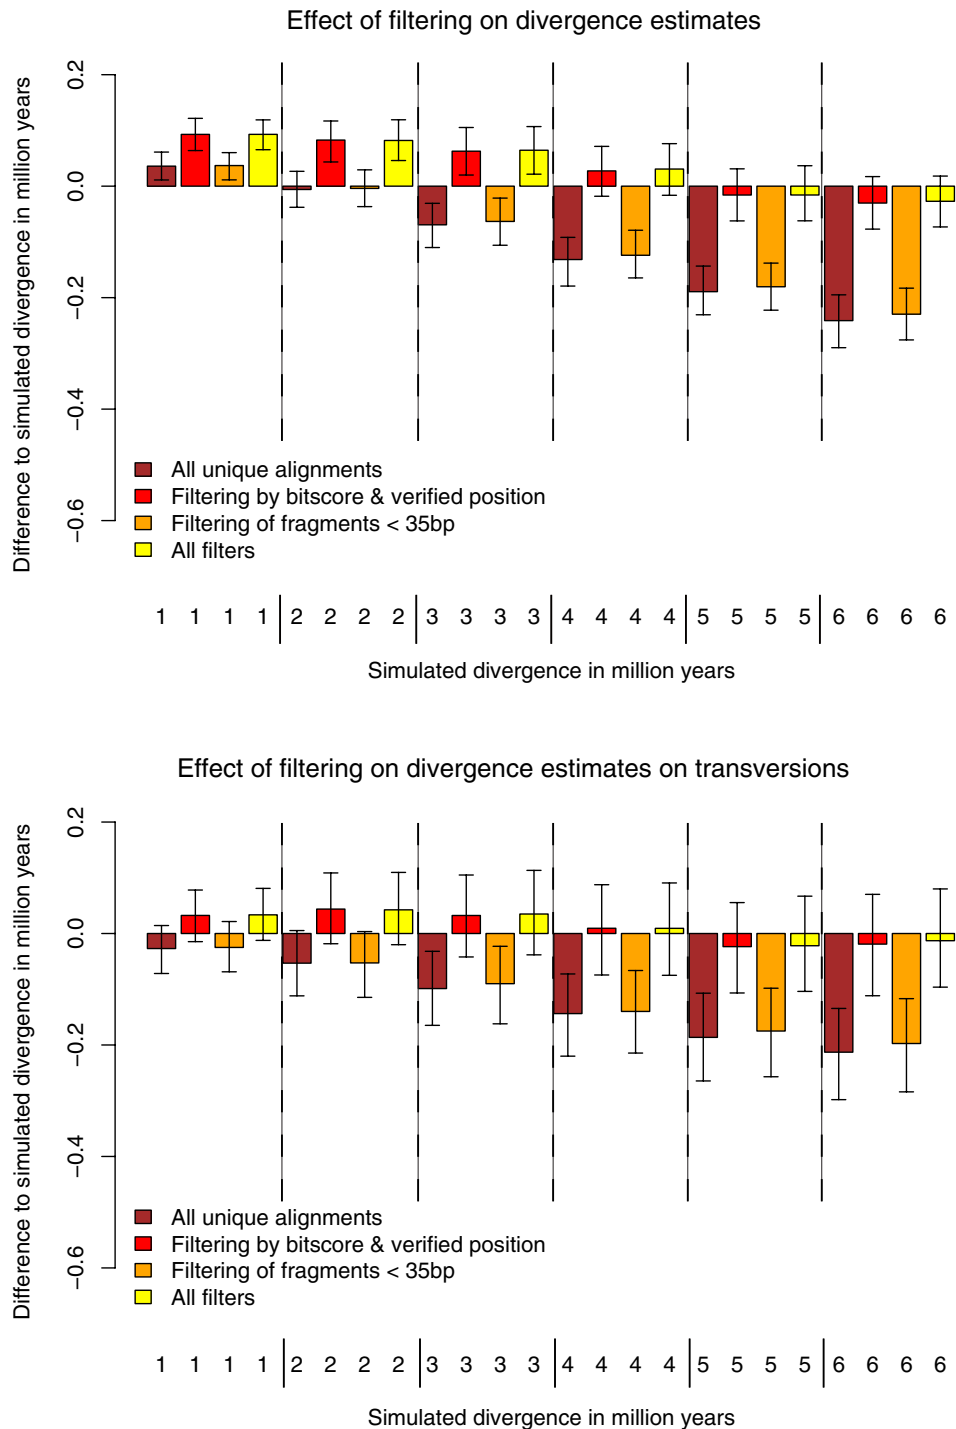 Effect of filtering on divergence estimates
Difference to simulated divergence in million years
0.2
0.0
−0.2
−0.4
−0.6
All unique alignments
Filtering by bitscore & verified position
Filtering of fragments < 35bp
All filters
1 1 1 1 2 2 2 2 3 3 3 3 4 4 4 4 5 5 5 5 6 6 6 6
Simulated divergence in million years
Effect of filtering on divergence estimates on transversions
Difference to simulated divergence in million years
0.2
0.0
−0.2
−0.4
−0.6
All unique alignments
Filtering by bitscore & verified position
Filtering of fragments < 35bp
All filters
1 1 1 1 2 2 2 2 3 3 3 3 4 4 4 4 5 5 5 5 6 6 6 6
Simulated divergence in million years